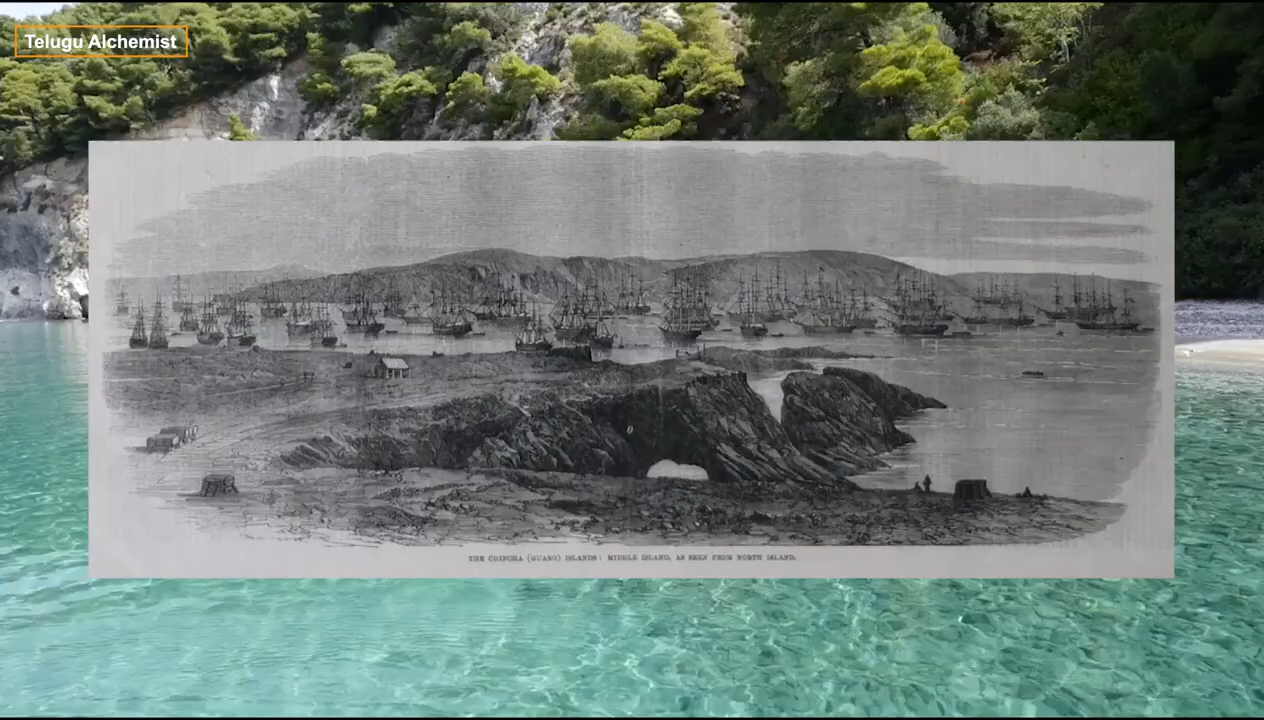 Telugu Alchemist
THE CHINCHA (GUANO) ISLANDS: MIDDLE ISLAND, AS SEEN FROM NORTH ISLAND.